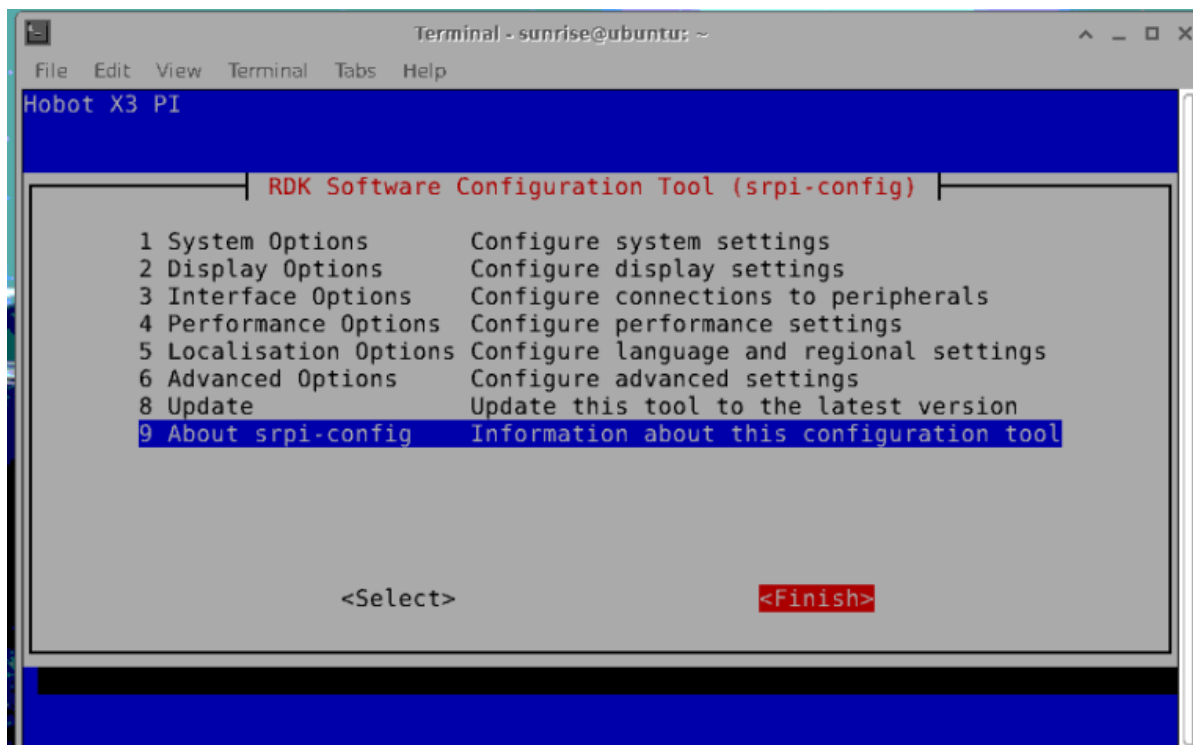 Terminal - sunrise@ubuntu: ~
File Edit View Terminal Tabs Help
Hobot X3 PI
RDK Software Configuration Tool (srpi-config)
1 System Options Configure system settings
2 Display Options Configure display settings
3 Interface Options Configure connections to peripherals
4 Performance Options Configure performance settings
5 Localisation Options Configure language and regional settings
6 Advanced Options Configure advanced settings
8 Update Update this tool to the latest version
9 About srpi-config Information about this configuration tool
<Select> <Finish>